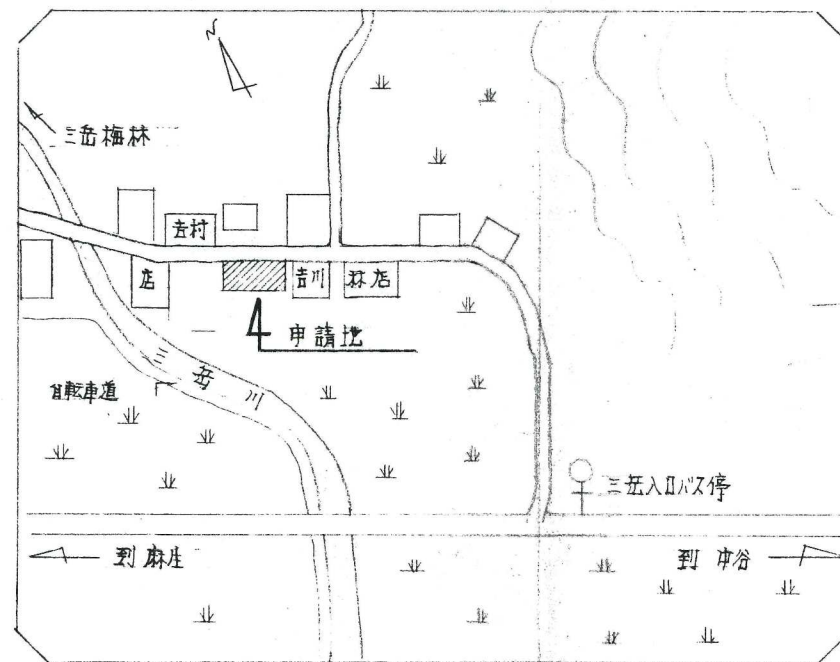 N
三岳梅林
吉村
店
吉川
林店
申請地
三岳川
自転車道
三岳入口バス停
到 麻生
到 中谷